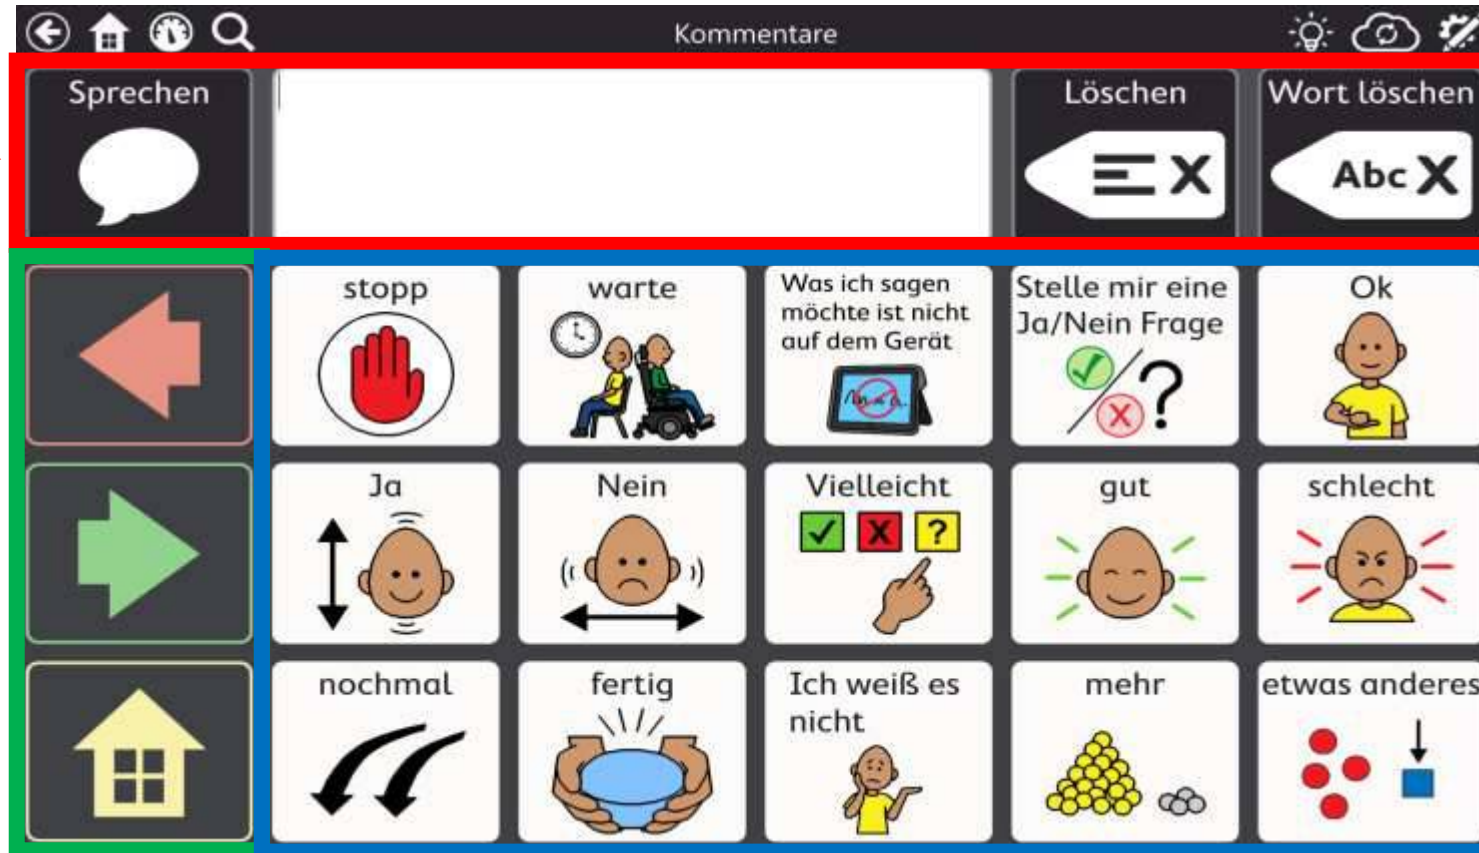 Kommentare
Sprechen
Löschen
Wort löschen
Abc X
stopp
warte
Was ich sagen
möchte ist nicht
auf dem Gerät
Stelle mir eine
Ja/Nein Frage
?
Ok
Ja
Nein
Vielleicht
?
gut
schlecht
nochmal
fertig
Ich weiß es
nicht
mehr
etwas anderes